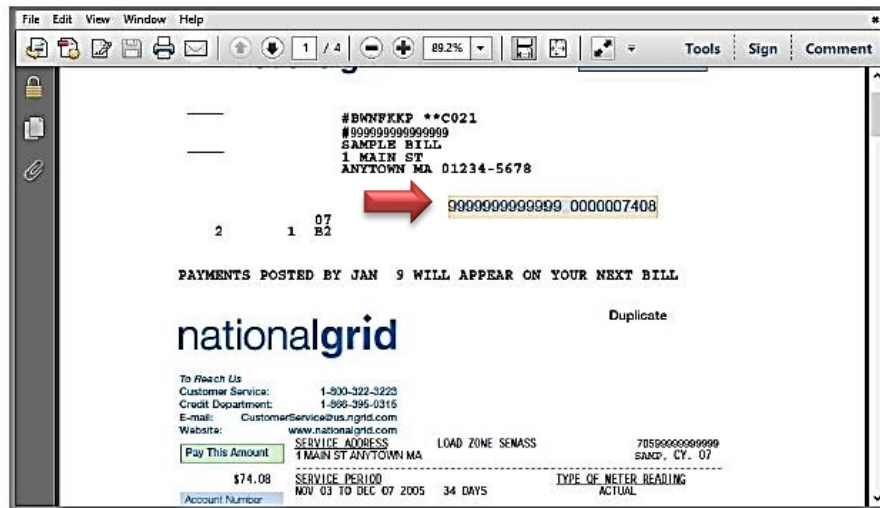 File Edit View Window Help
1 / 4 89.2% Tools Sign Comment
#BWNFKKP **C021
#999999999999999
SAMPLE BILL
1 MAIN ST
ANYTOWN MA 01234-5678
9999999999999 0000007408
07
2 1 B2
PAYMENTS POSTED BY JAN 9 WILL APPEAR ON YOUR NEXT BILL
Duplicate
nationalgrid
To Reach Us
Customer Service: 1-800-322-3223
Credit Department: 1-866-395-0315
E-mail: CustomerService@us.ngrid.com
Website: www.nationalgrid.com
Pay This Amount
SERVICE ADDRESS LOAD ZONE SEMASS 70599999999999
1 MAIN ST ANYTOWN MA SAMP. CY. 07
$74.08 SERVICE PERIOD TYPE OF METER READING
NOV 03 TO DEC 07 2005 34 DAYS ACTUAL
Account Number